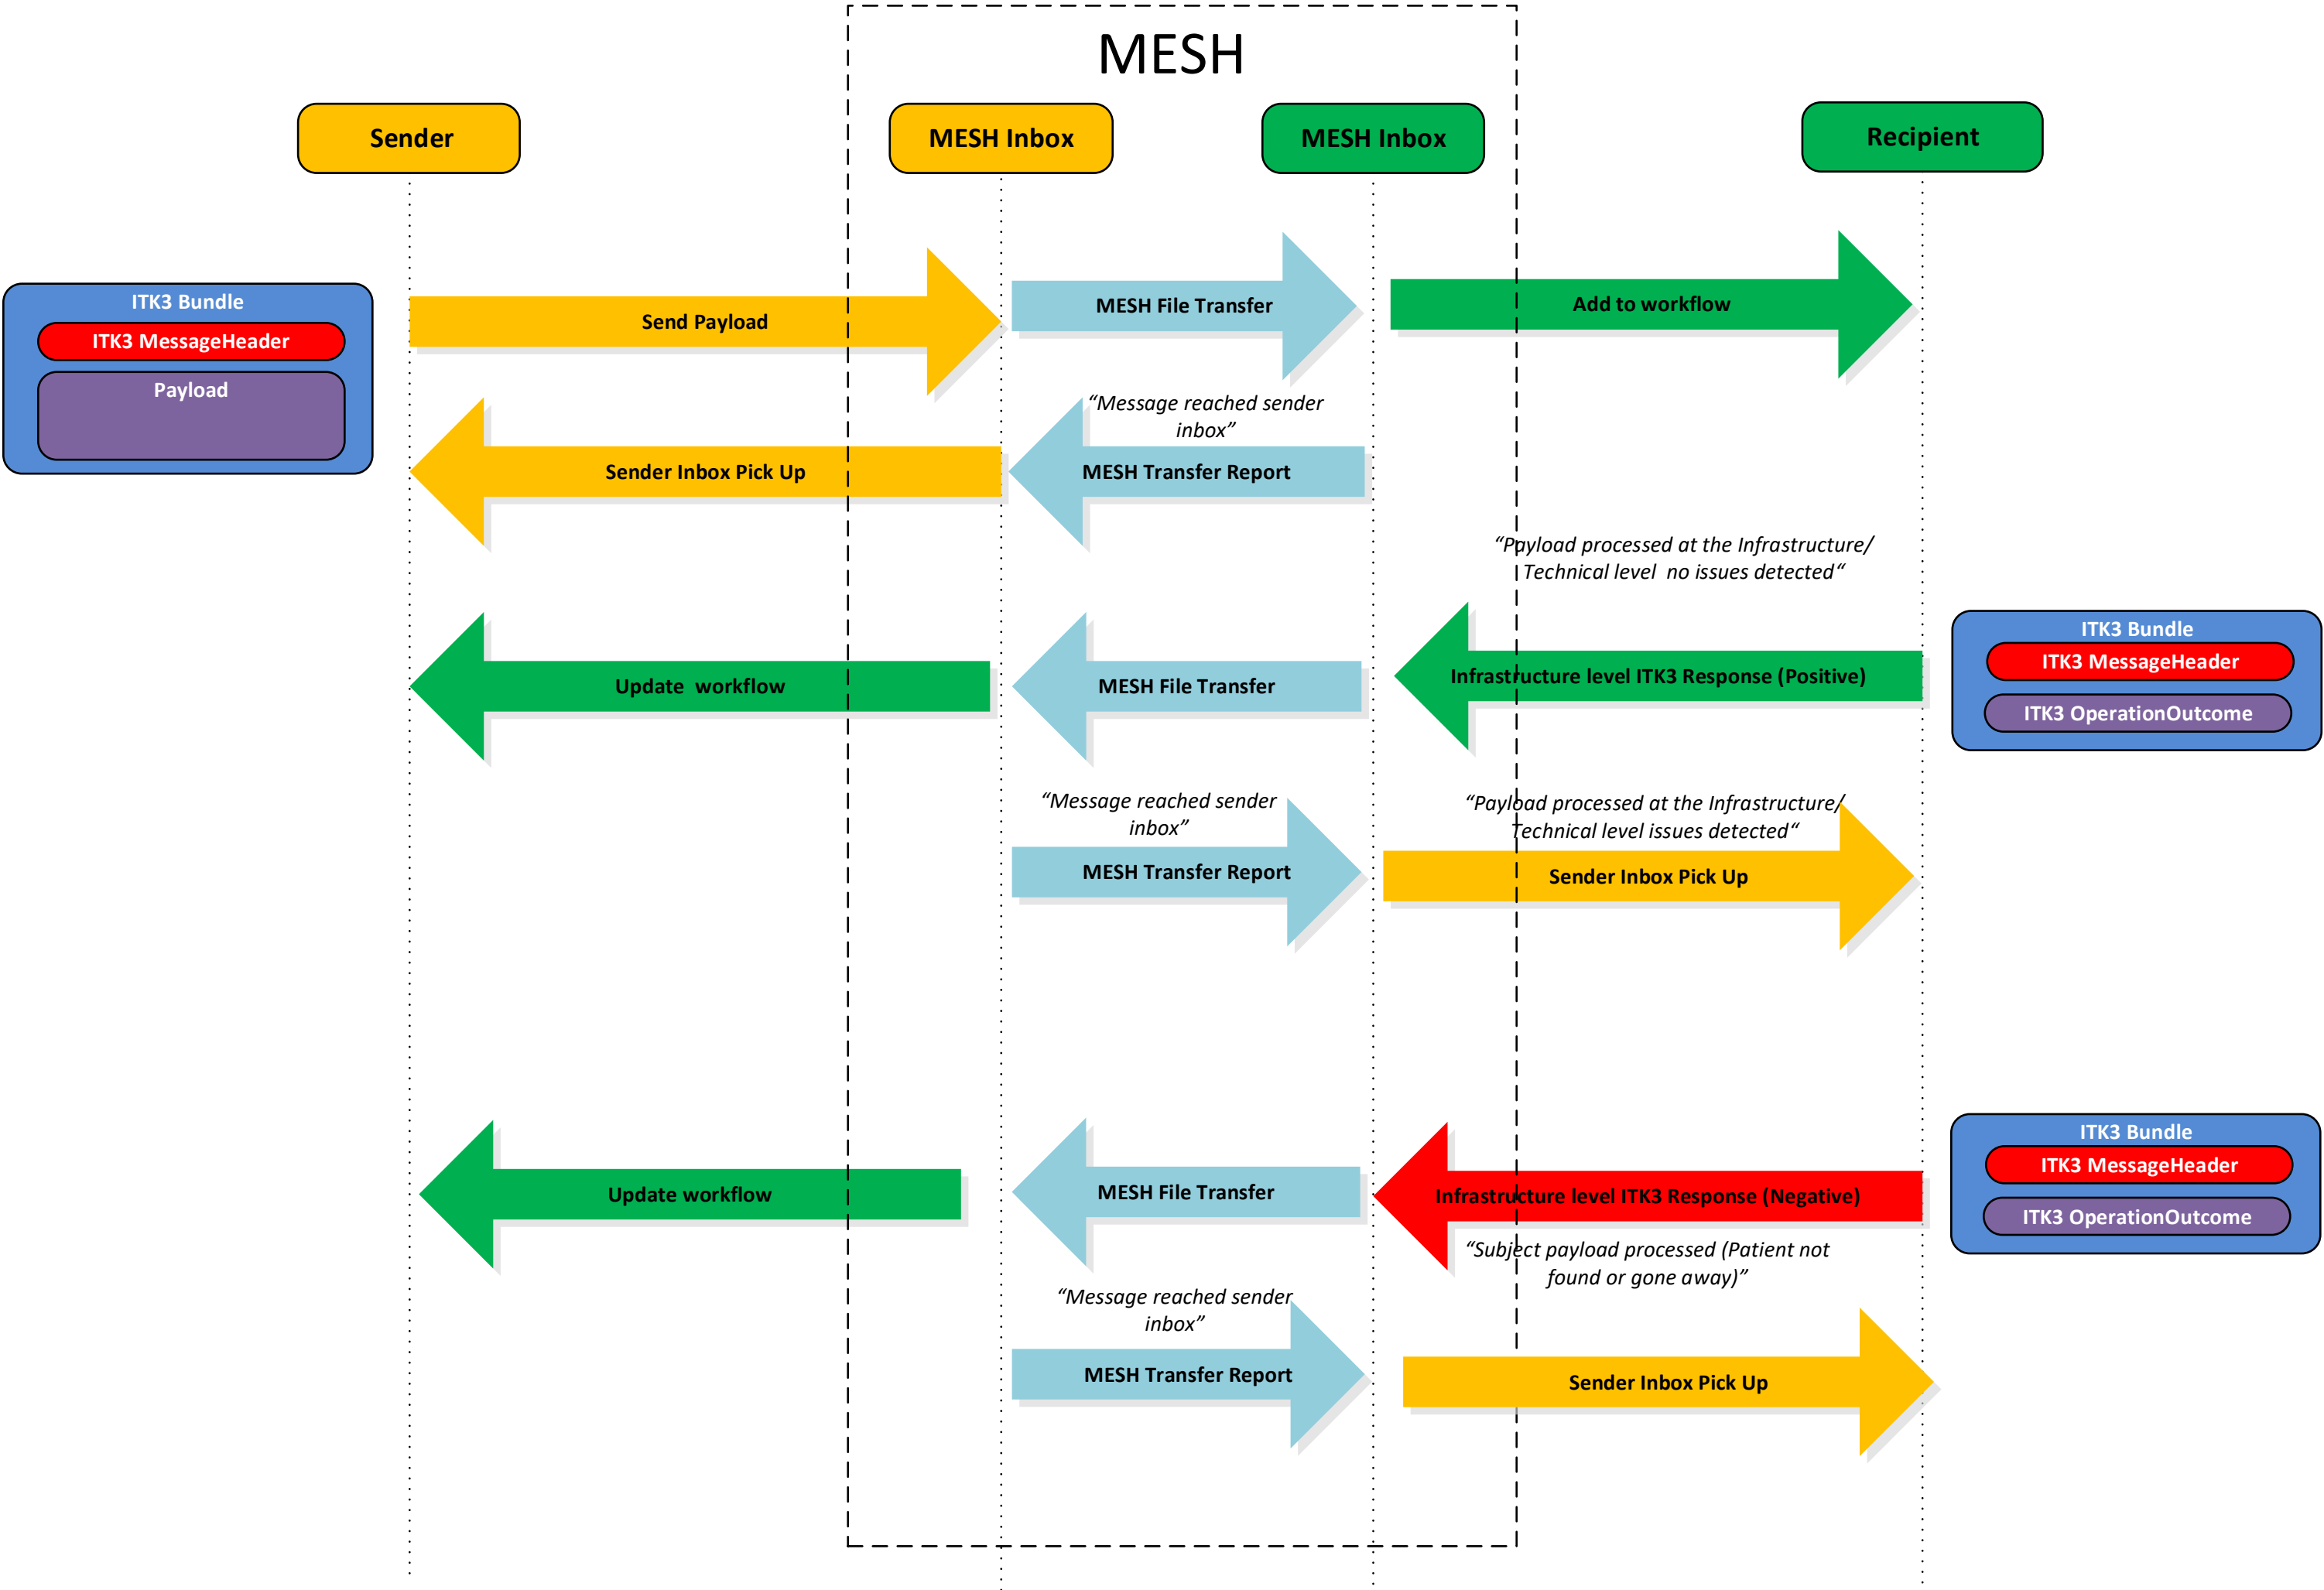 MESH
Sender
MESH Inbox
MESH Inbox
Recipient
ITK3 Bundle
ITK3 MessageHeader
Payload
Send Payload
MESH File Transfer
Add to workflow
“Message reached sender
inbox”
Sender Inbox Pick Up
MESH Transfer Report
“Payload processed at the Infrastructure/
Technical level  no issues detected“
Update  workflow
MESH File Transfer
Infrastructure level ITK3 Response (Positive)
ITK3 Bundle
ITK3 MessageHeader
ITK3 OperationOutcome
“Message reached sender
inbox”
“Payload processed at the Infrastructure/
Technical level issues detected“
MESH Transfer Report
Sender Inbox Pick Up
Update workflow
MESH File Transfer
Infrastructure level ITK3 Response (Negative)
ITK3 Bundle
ITK3 MessageHeader
ITK3 OperationOutcome
“Subject payload processed (Patient not
found or gone away)”
“Message reached sender
inbox”
MESH Transfer Report
Sender Inbox Pick Up